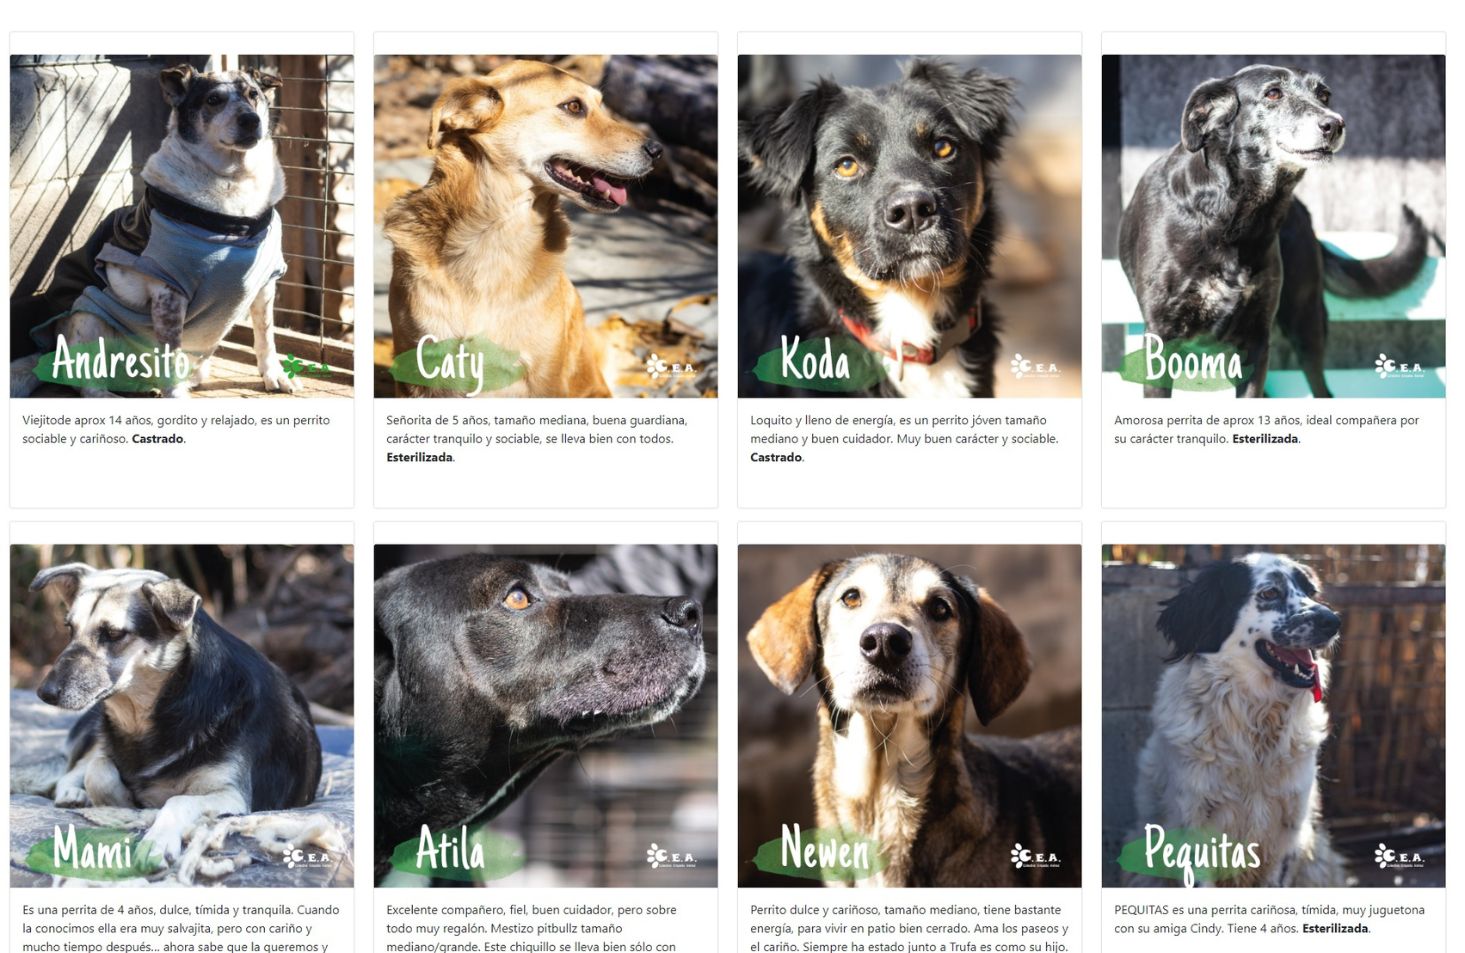 Andresito
C.E.A.
Viejitode aprox 14 años, gordito y relajado, es un perrito
sociable y cariñoso. Castrado.
Caty
C.E.A.
Señorita de 5 años, tamaño mediana, buena guardiana,
carácter tranquilo y sociable, se lleva bien con todos.
Esterilizada.
Koda
C.E.A.
Loquito y lleno de energía, es un perrito jóven tamaño
mediano y buen cuidador. Muy buen carácter y sociable.
Castrado.
Booma
C.E.A.
Amorosa perrita de aprox 13 años, ideal compañera por
su carácter tranquilo. Esterilizada.
Mami
C.E.A.
Es una perrita de 4 años, dulce, tímida y tranquila. Cuando
la conocimos ella era muy salvajita, pero con cariño y
mucho tiempo después... ahora sabe que la queremos y
Atila
C.E.A.
Excelente compañero, fiel, buen cuidador, pero sobre
todo muy regalón. Mestizo pitbullz tamaño
mediano/grande. Este chiquillo se lleva bien sólo con
Newen
C.E.A.
Perrito dulce y cariñoso, tamaño mediano, tiene bastante
energía, para vivir en patio bien cerrado. Ama los paseos y
el cariño. Siempre ha estado junto a Trufa es como su hijo.
Pequitas
C.E.A.
PEQUITAS es una perrita cariñosa, tímida, muy juguetona
con su amiga Cindy. Tiene 4 años. Esterilizada.